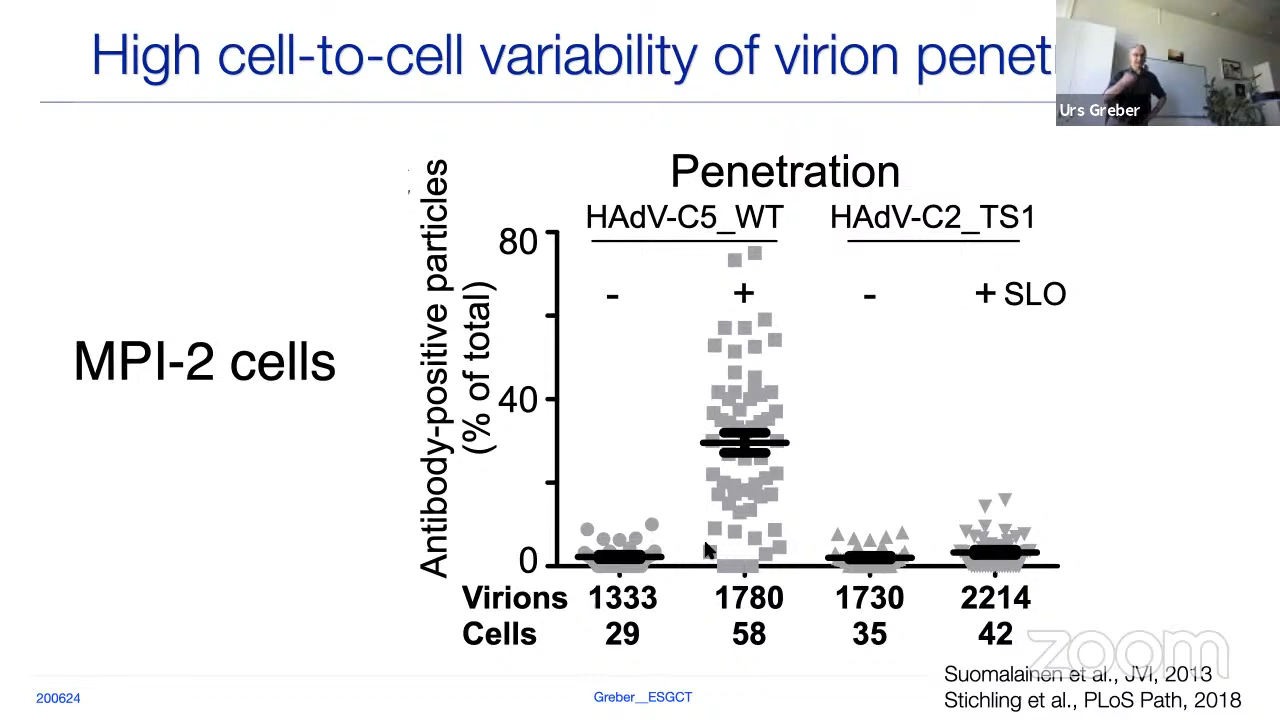 High cell-to-cell variability of virion penet
Urs Greber
MPI-2 cells
Penetration
HAdV-C5_WT HAdV-C2_TS1
- + - + SLO
Antibody-positive particles
(% of total)
80
40
0
Virions 1333 1780 1730 2214
Cells 29 58 35 42
zoom
Suomalainen et al., JVI, 2013
Stichling et al., PLoS Path, 2018
200624
Greber__ESGCT